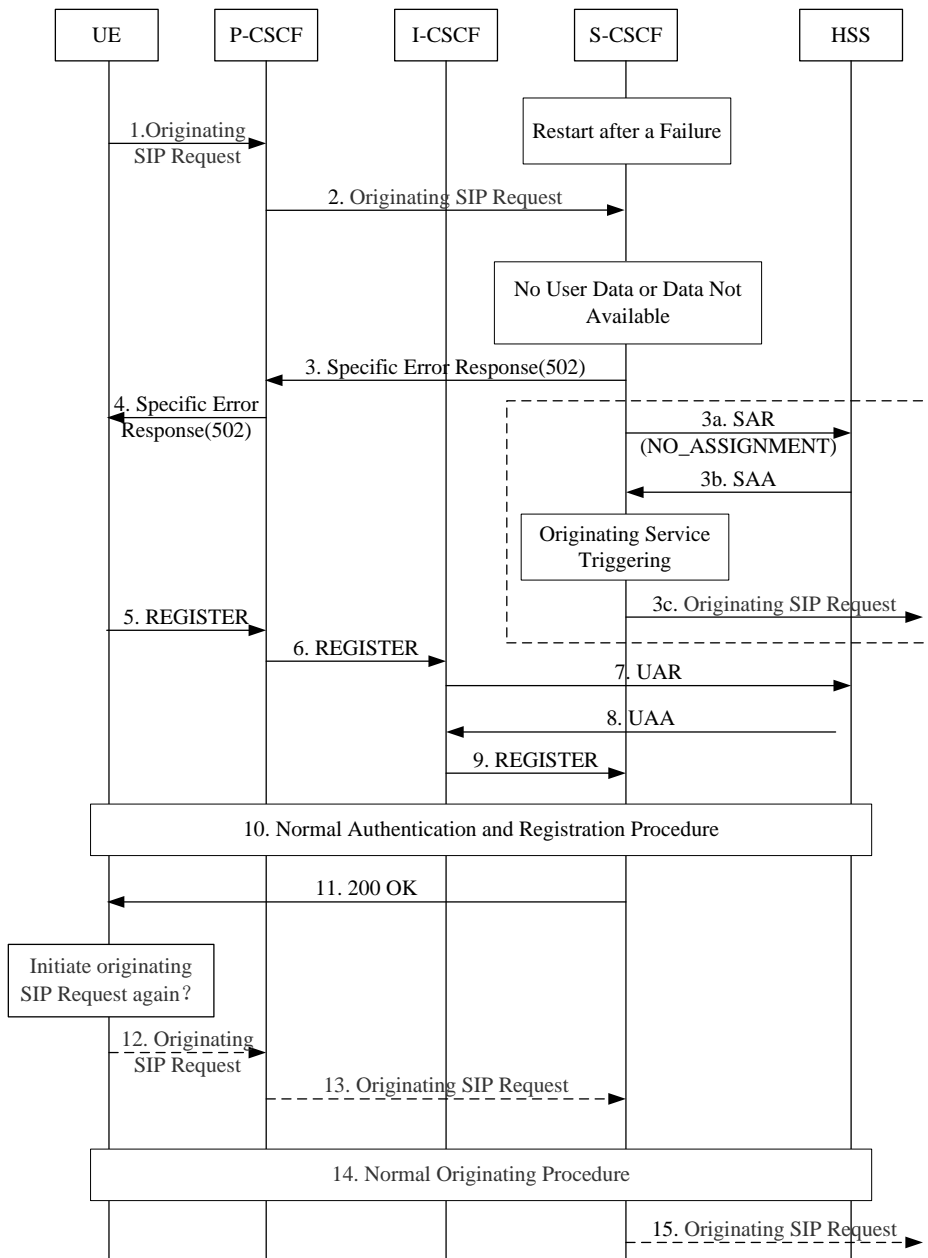 UE
P-CSCF
I-CSCF
S-CSCF
HSS
Restart after a Failure
1.Originating
SIP Request
2. Originating SIP Request
No User Data or Data Not
Available
3. Specific Error Response(502)
4. Specific Error
Response(502)
3a. SAR
(NO_ASSIGNMENT)
3b. SAA
Originating Service
Triggering
3c. Originating SIP Request
5. REGISTER
6. REGISTER
7. UAR
8. UAA
9. REGISTER
10. Normal Authentication and Registration Procedure
11. 200 OK
Initiate originating
SIP Request again?
12. Originating
SIP Request
13. Originating SIP Request
14. Normal Originating Procedure
15. Originating SIP Request